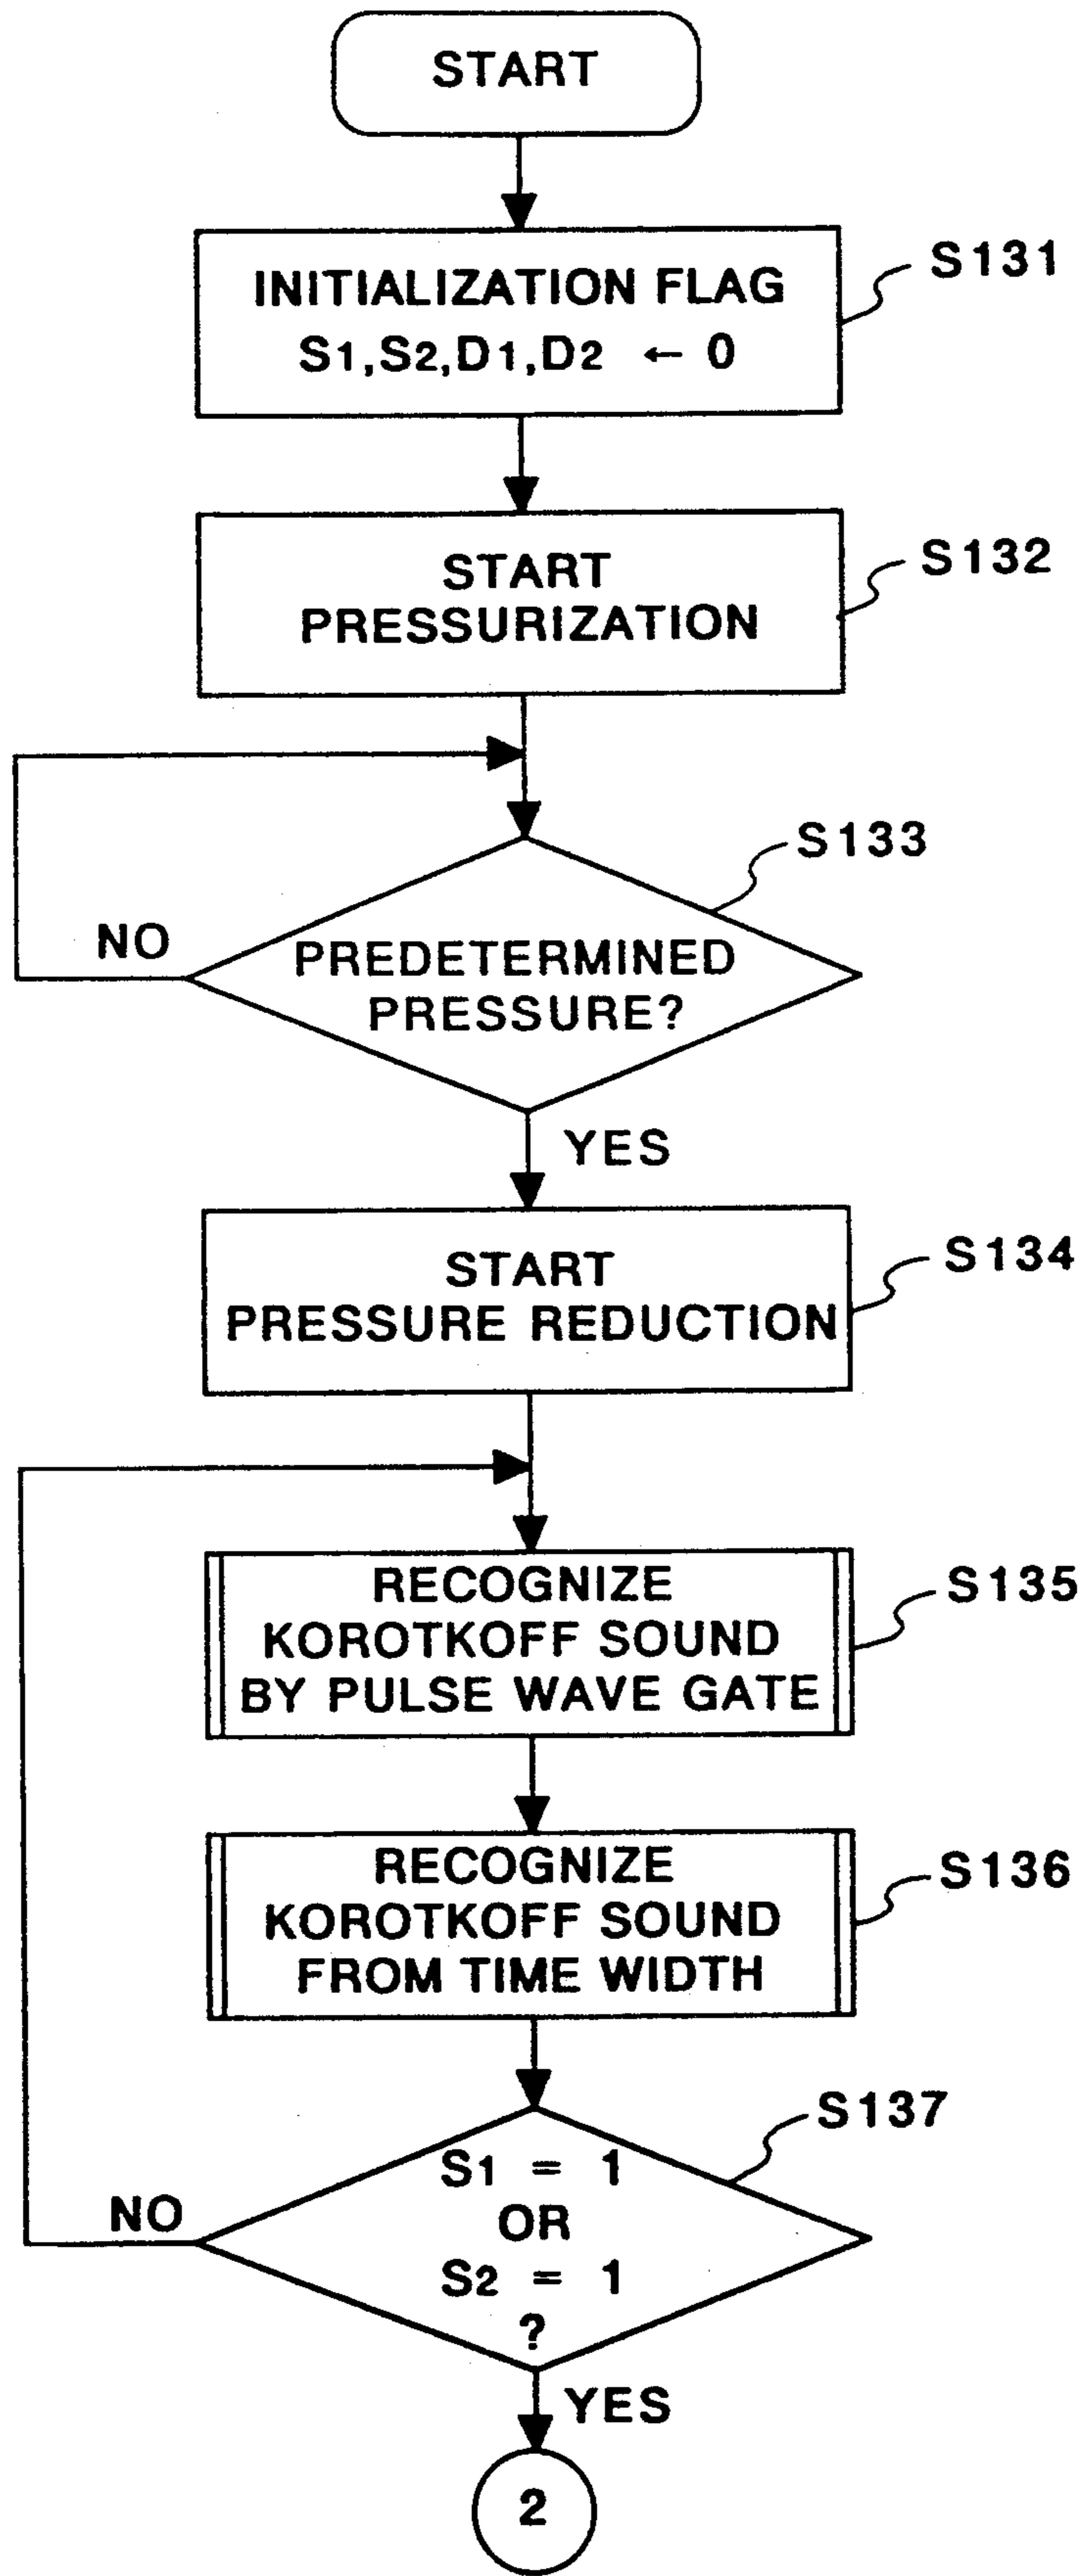 START
INITIALIZATION FLAG
S1,S2,D1,D2 ← 0
S131
START
PRESSURIZATION
S132
S133
NO
PREDETERMINED
PRESSURE?
YES
START
PRESSURE REDUCTION
S134
RECOGNIZE
KOROTKOFF SOUND
BY PULSE WAVE GATE
S135
RECOGNIZE
KOROTKOFF SOUND
FROM TIME WIDTH
S136
S137
NO
S1 = 1
OR
S2 = 1
?
YES
2